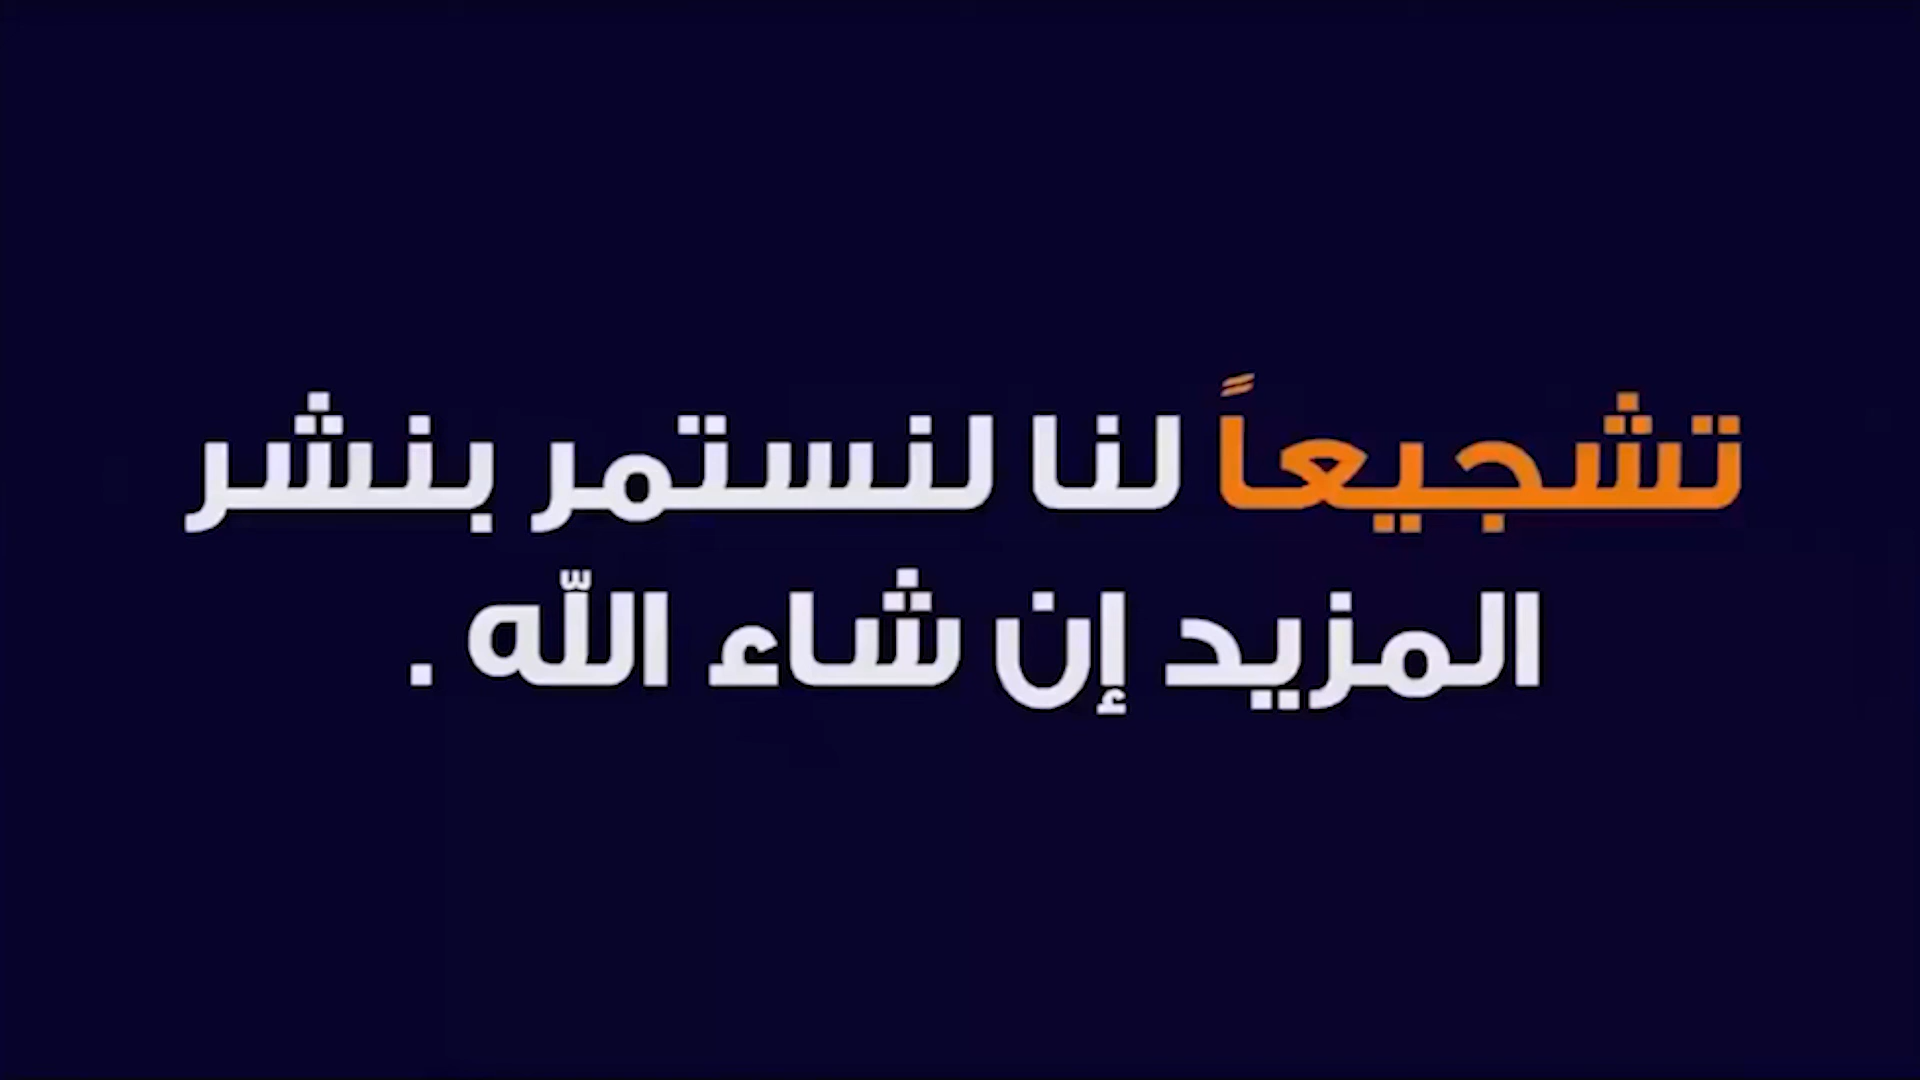 تشجيعاً لنا لنستمر بنشر
المزيد إن شاء اللّه .